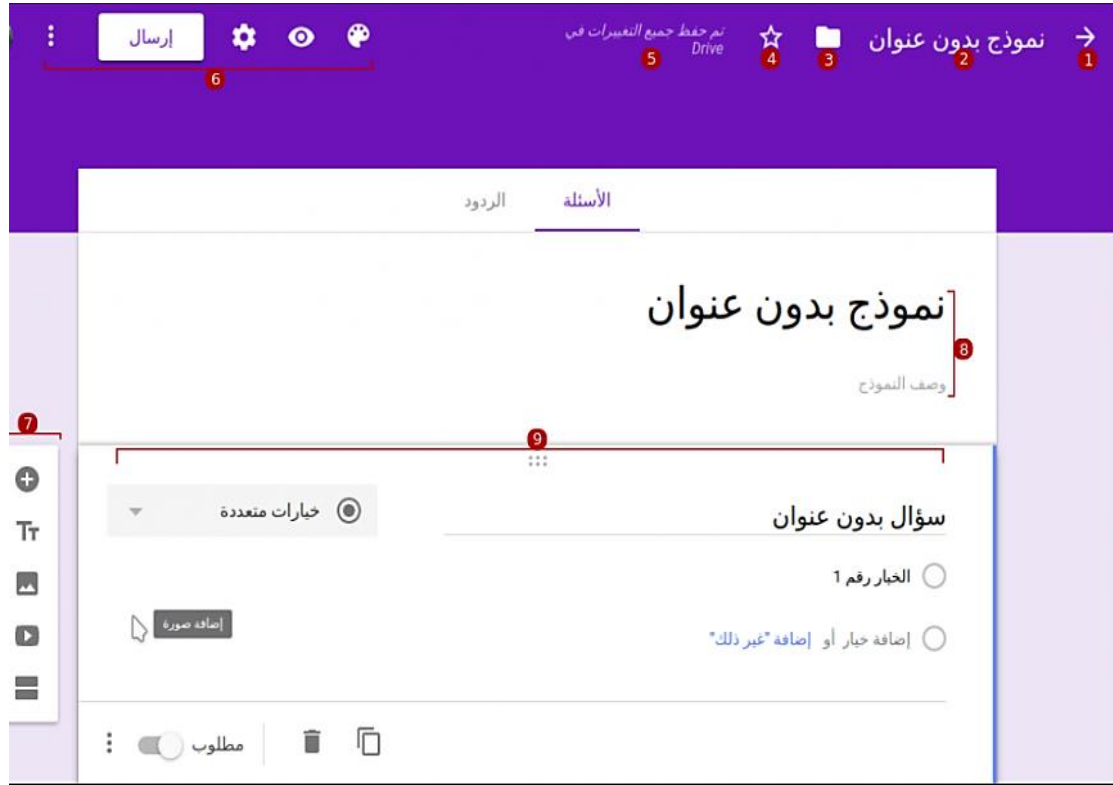 نموذج بدون عنوان
تم حفظ جميع التغييرات في
Drive
إرسال
1
2
3
4
5
6
الأسئلة
الردود
نموذج بدون عنوان
8
وصف النموذج
7
9
سؤال بدون عنوان
خيارات متعددة
الخيار رقم 1
إضافة صورة
إضافة خيار أو إضافة "غير ذلك"
Tт
مطلوب